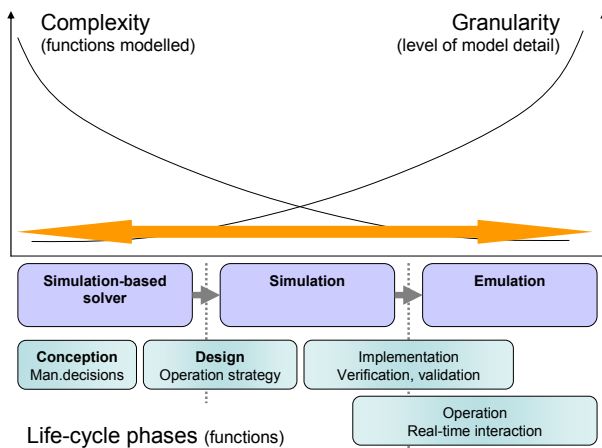 Complexity
(functions modelled)
Granularity
(level of model detail)
Simulation-based
solver
Simulation
Emulation
Conception
Man.decisions
Design
Operation strategy
Implementation
Verification, validation
Operation
Real-time interaction
Life-cycle phases (functions)